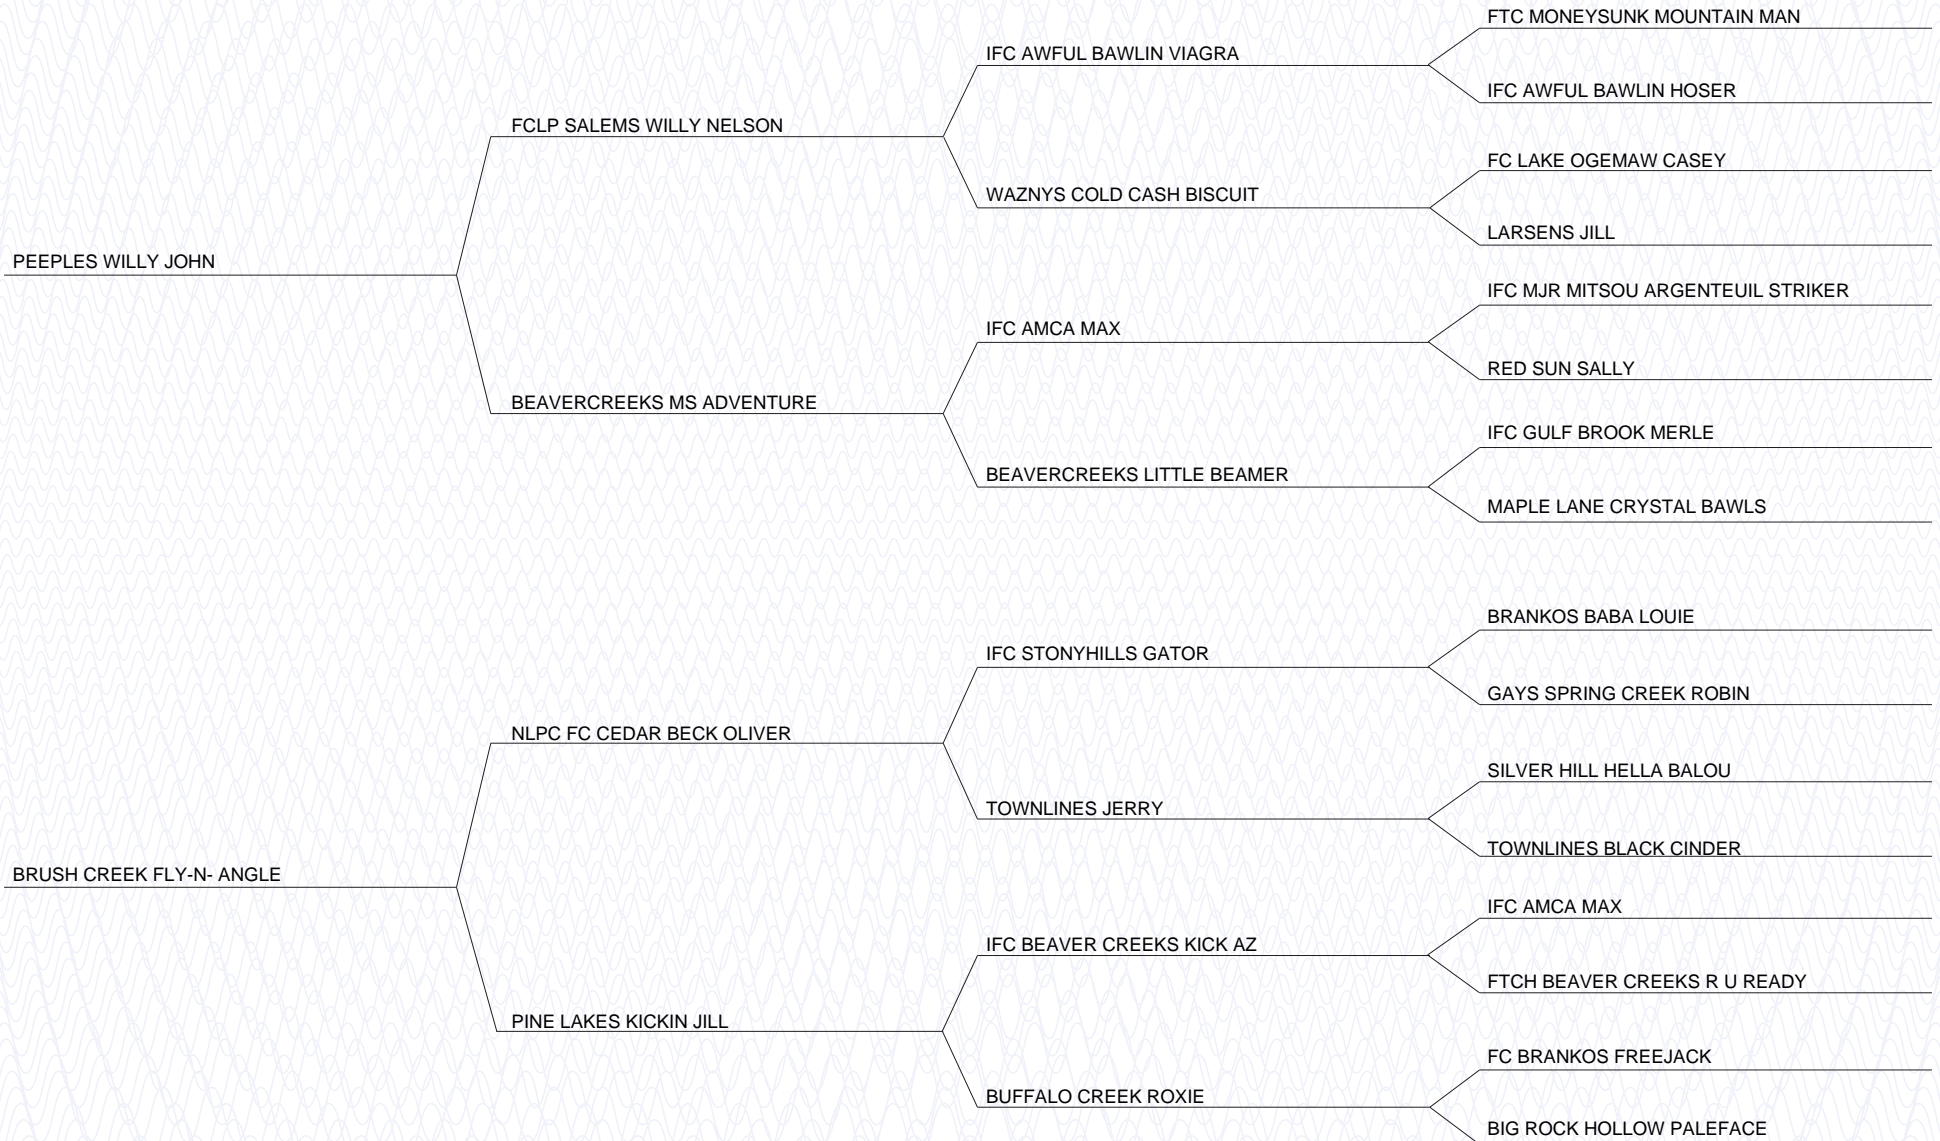 FTC MONEYSUNK MOUNTAIN MAN
IFC AWFUL BAWLIN VIAGRA
IFC AWFUL BAWLIN HOSER
FCLP SALEMS WILLY NELSON
FC LAKE OGEMAW CASEY
WAZNYS COLD CASH BISCUIT
LARSENS JILL
PEEPLES WILLY JOHN
IFC MJR MITSOU ARGENTEUIL STRIKER
IFC AMCA MAX
RED SUN SALLY
BEAVERCREEKS MS ADVENTURE
IFC GULF BROOK MERLE
BEAVERCREEKS LITTLE BEAMER
MAPLE LANE CRYSTAL BAWLS
BRANKOS BABA LOUIE
IFC STONYHILLS GATOR
GAYS SPRING CREEK ROBIN
NLPC FC CEDAR BECK OLIVER
SILVER HILL HELLA BALOU
TOWNLINES JERRY
TOWNLINES BLACK CINDER
BRUSH CREEK FLY-N- ANGLE
IFC AMCA MAX
IFC BEAVER CREEKS KICK AZ
FTCH BEAVER CREEKS R U READY
PINE LAKES KICKIN JILL
FC BRANKOS FREEJACK
BUFFALO CREEK ROXIE
BIG ROCK HOLLOW PALEFACE